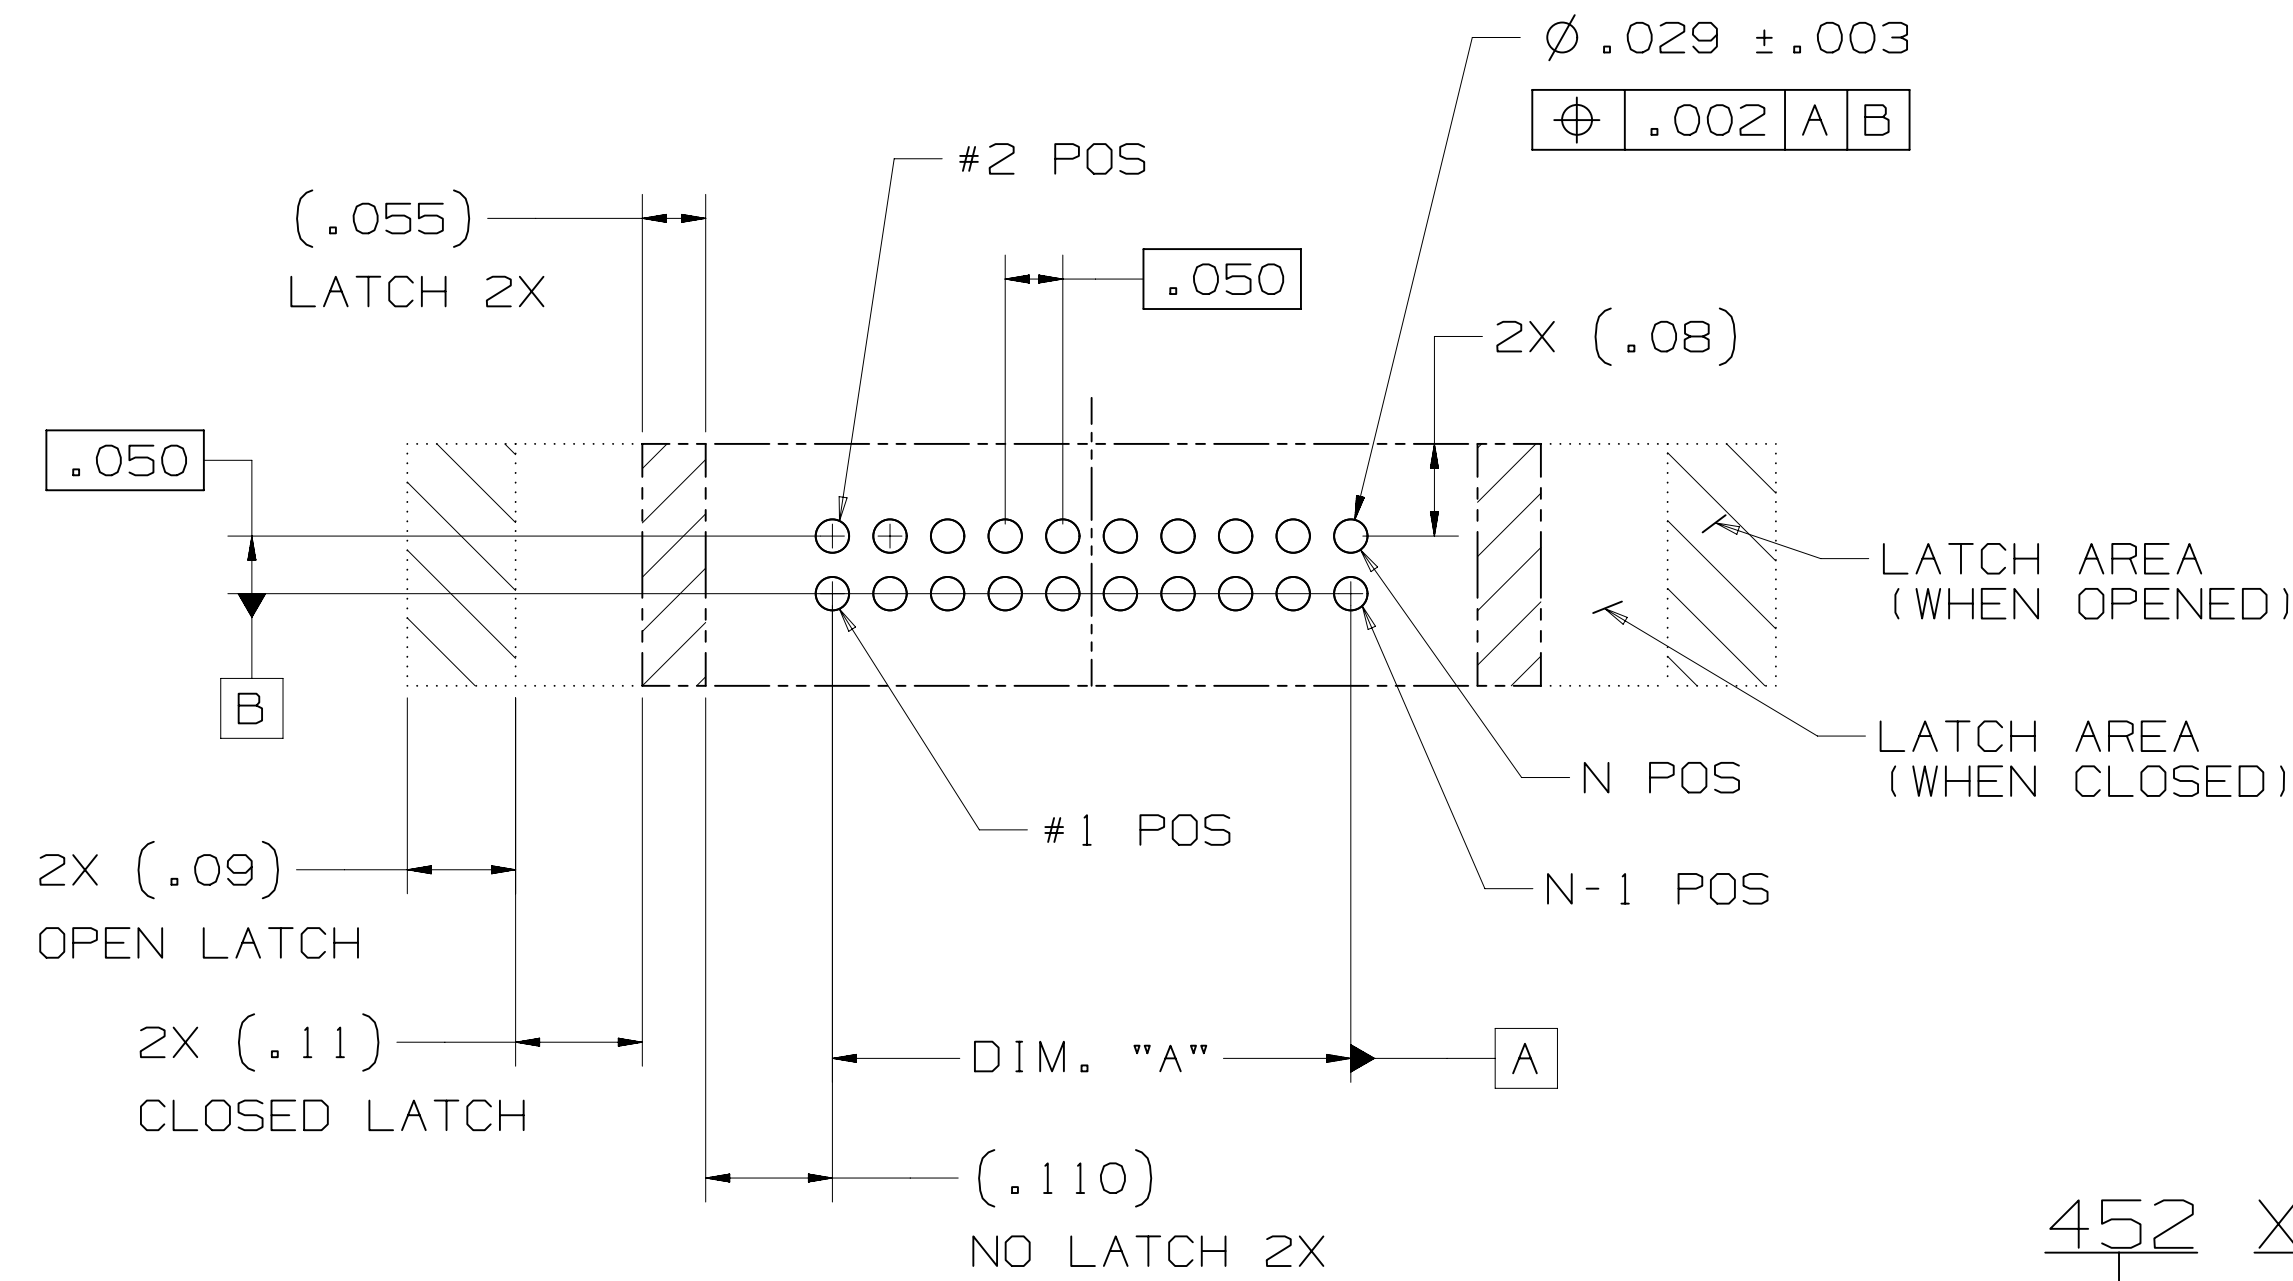 Ø .029 ±.003
⌖ .002 A B
#2 POS
(.055)
LATCH 2X
.050
2X (.08)
.050
LATCH AREA
(WHEN OPENED)
B
LATCH AREA
(WHEN CLOSED)
N POS
#1 POS
2X (.09)
OPEN LATCH
N-1 POS
2X (.11)
CLOSED LATCH
DIM. "A"
A
(.110)
NO LATCH 2X
452 X